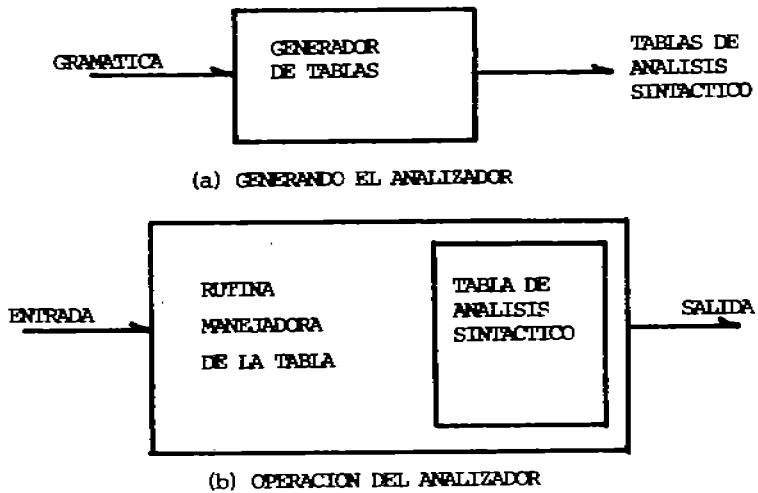 GRAMATICA
GENERADOR
DE TABLAS
TABLAS DE
ANALISIS
SINTACTICO
(a) GENERANDO EL ANALIZADOR
ENTRADA
RUTINA
MANEJADORA
DE LA TABLA
TABLA DE
ANALISIS
SINTACTICO
SALIDA
(b) OPERACION DEL ANALIZADOR